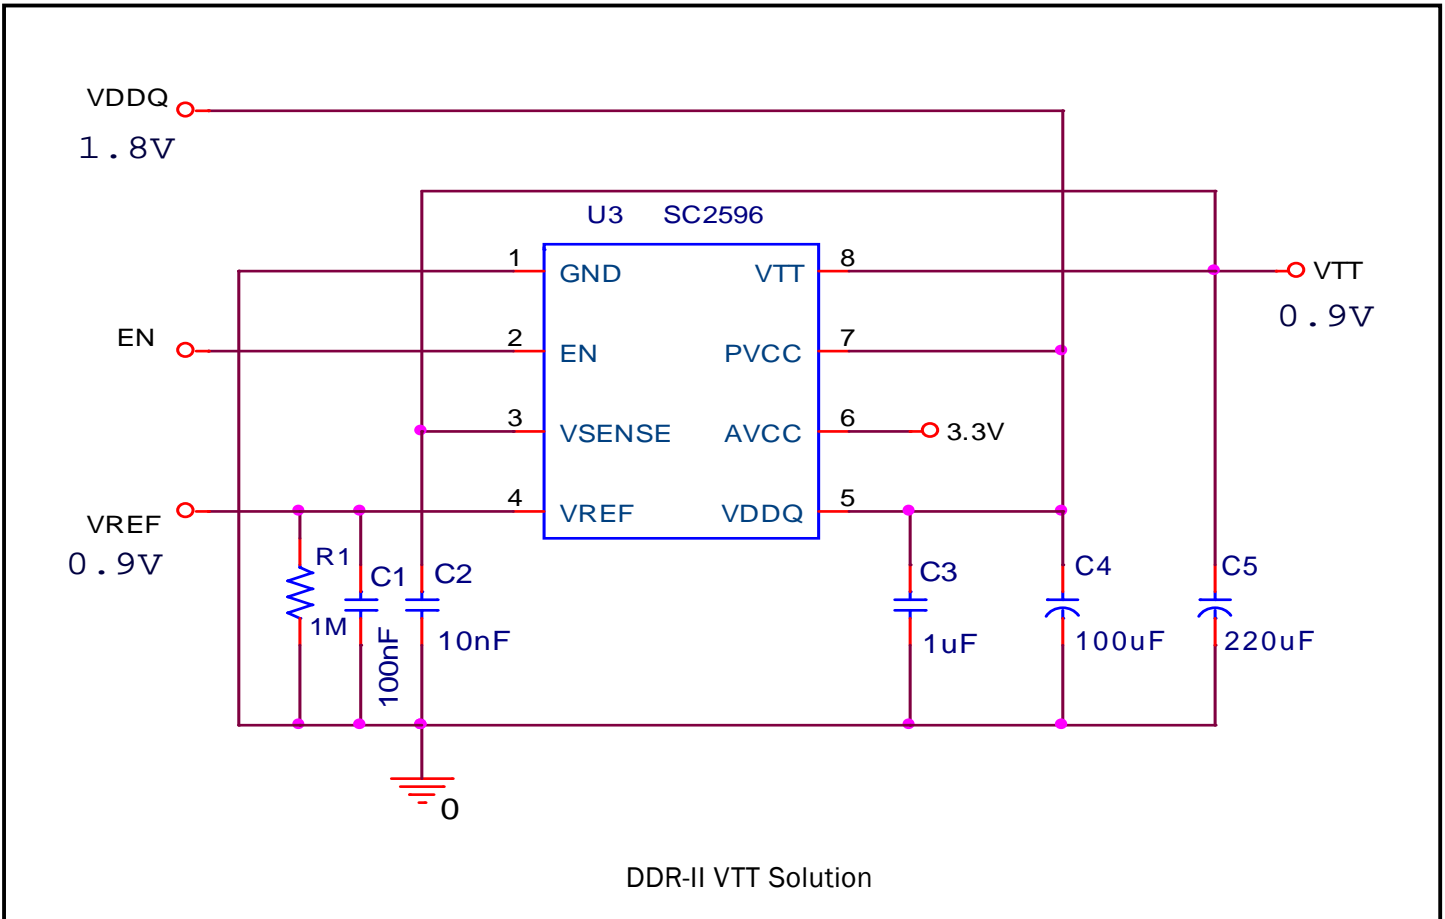 VDDQ
1.8V
U3 SC2596
1 GND VTT 8
VTT
0.9V
EN
2 EN PVCC 7
3 VSENSE AVCC 6
3.3V
4 VREF VDDQ 5
VREF
0.9V
R1
1M
C1
100nF
C2
10nF
C3
1uF
C4
100uF
C5
220uF
0
DDR-II VTT Solution